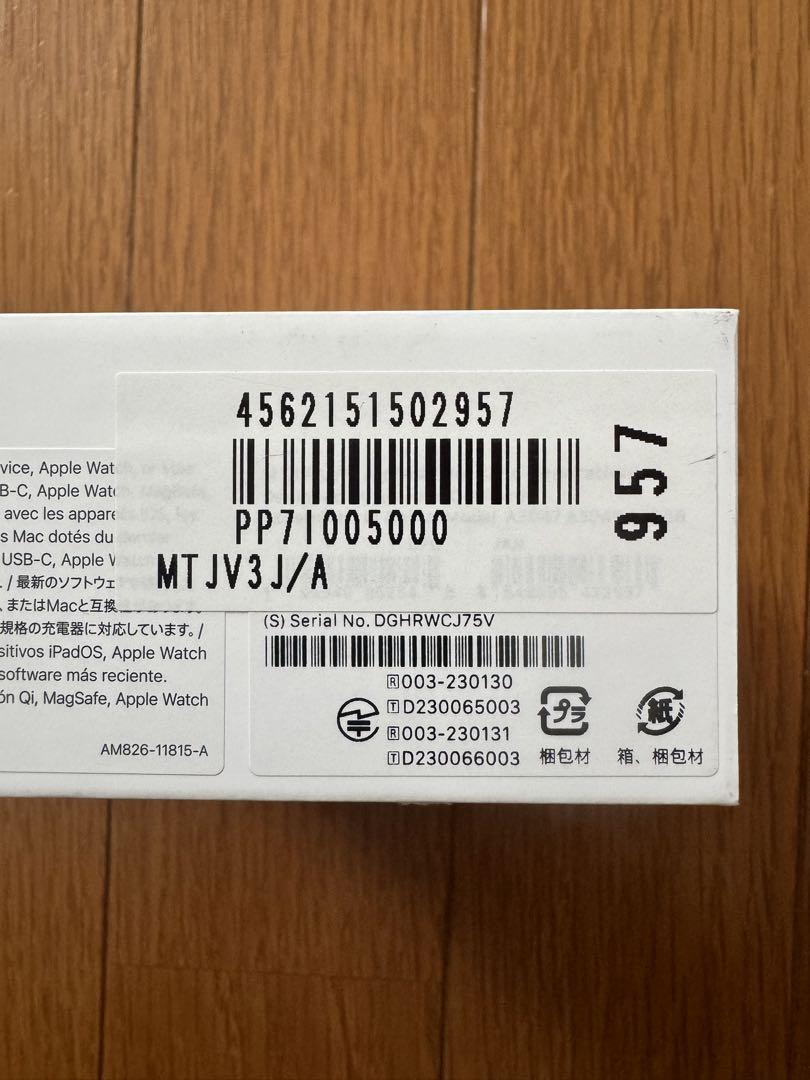 4562151502957
957
PP7I005000
MTJV3J/A
vice, Apple Wat
B-C, Apple Watc
avec les appare
s Mac dotés du
USB-C, Apple
. / 最新のソフトウェ
、またはMacと互換
規格の充電器に対応しています。/
sitivos iPadOS, Apple Watch
software más reciente.
ón Qi, MagSafe, Apple Watch
AM826-11815-A
(S) Serial No. DGHRWCJ75V
R003-230130
TD230065003
R003-230131
TD230066003
プラ
梱包材
紙
箱、梱包材